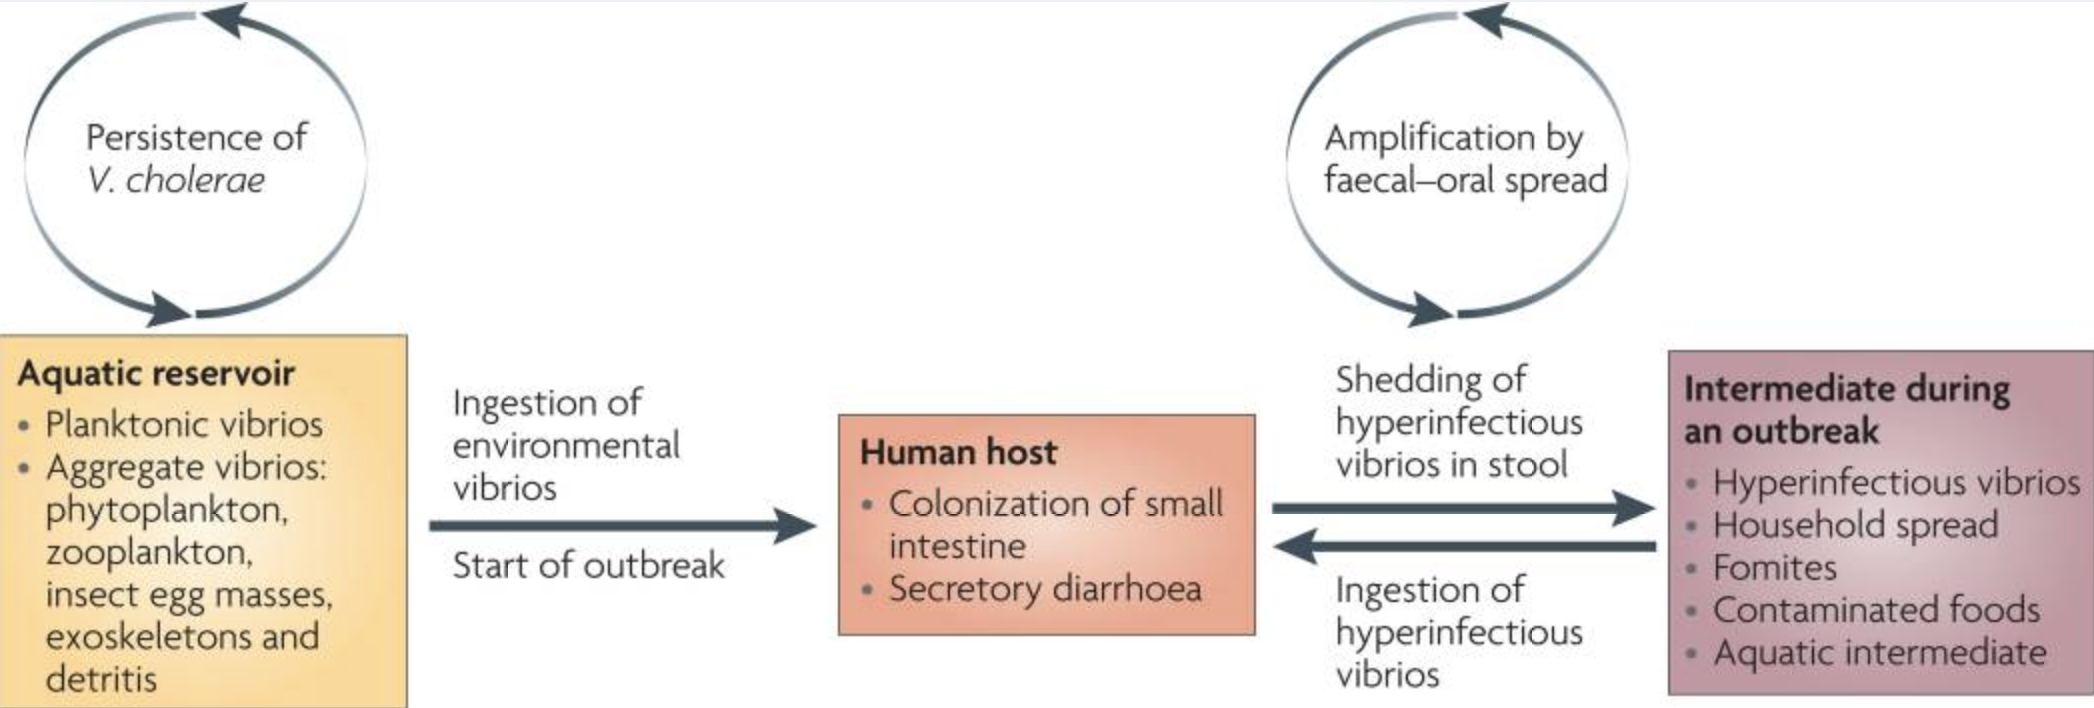 Persistence of
V. cholerae
Amplification by
faecal–oral spread
Aquatic reservoir
• Planktonic vibrios
• Aggregate vibrios:
phytoplankton,
zooplankton,
insect egg masses,
exoskeletons and
detritis
Ingestion of
environmental
vibrios
Start of outbreak
Human host
• Colonization of small
intestine
• Secretory diarrhoea
Shedding of
hyperinfectious
vibrios in stool
Ingestion of
hyperinfectious
vibrios
Intermediate during
an outbreak
• Hyperinfectious vibrios
• Household spread
• Fomites
• Contaminated foods
• Aquatic intermediate